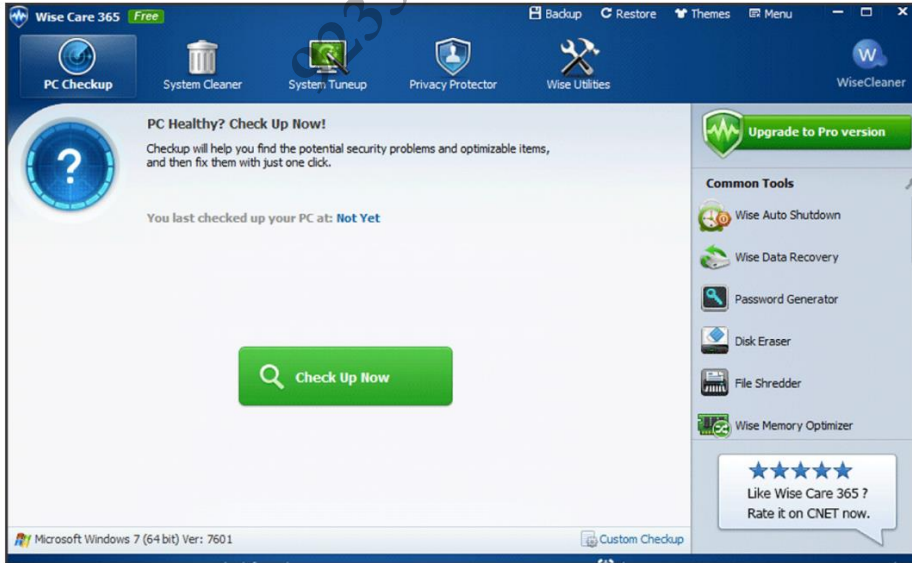 Wise Care 365 Free
Backup Restore Themes Menu
PC Checkup
System Cleaner
System Tuneup
Privacy Protector
Wise Utilities
W
WiseCleaner
PC Healthy? Check Up Now!
Checkup will help you find the potential security problems and optimizable items,
and then fix them with just one click.
You last checked up your PC at: Not Yet
Check Up Now
Upgrade to Pro version
Common Tools
Wise Auto Shutdown
Wise Data Recovery
Password Generator
Disk Eraser
File Shredder
Wise Memory Optimizer
Like Wise Care 365 ?
Rate it on CNET now.
Microsoft Windows 7 (64 bit) Ver: 7601
Custom Checkup